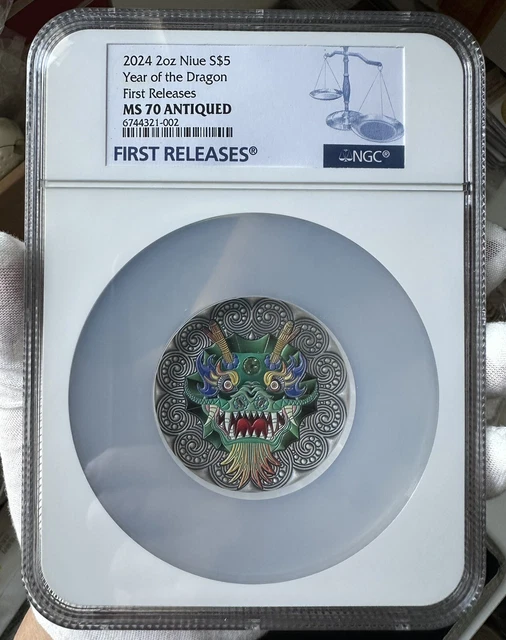 2024 2oz Niue S$5
Year of the Dragon
First Releases
MS 70 ANTIQUED
6744321-002
FIRST RELEASES®
NGC®